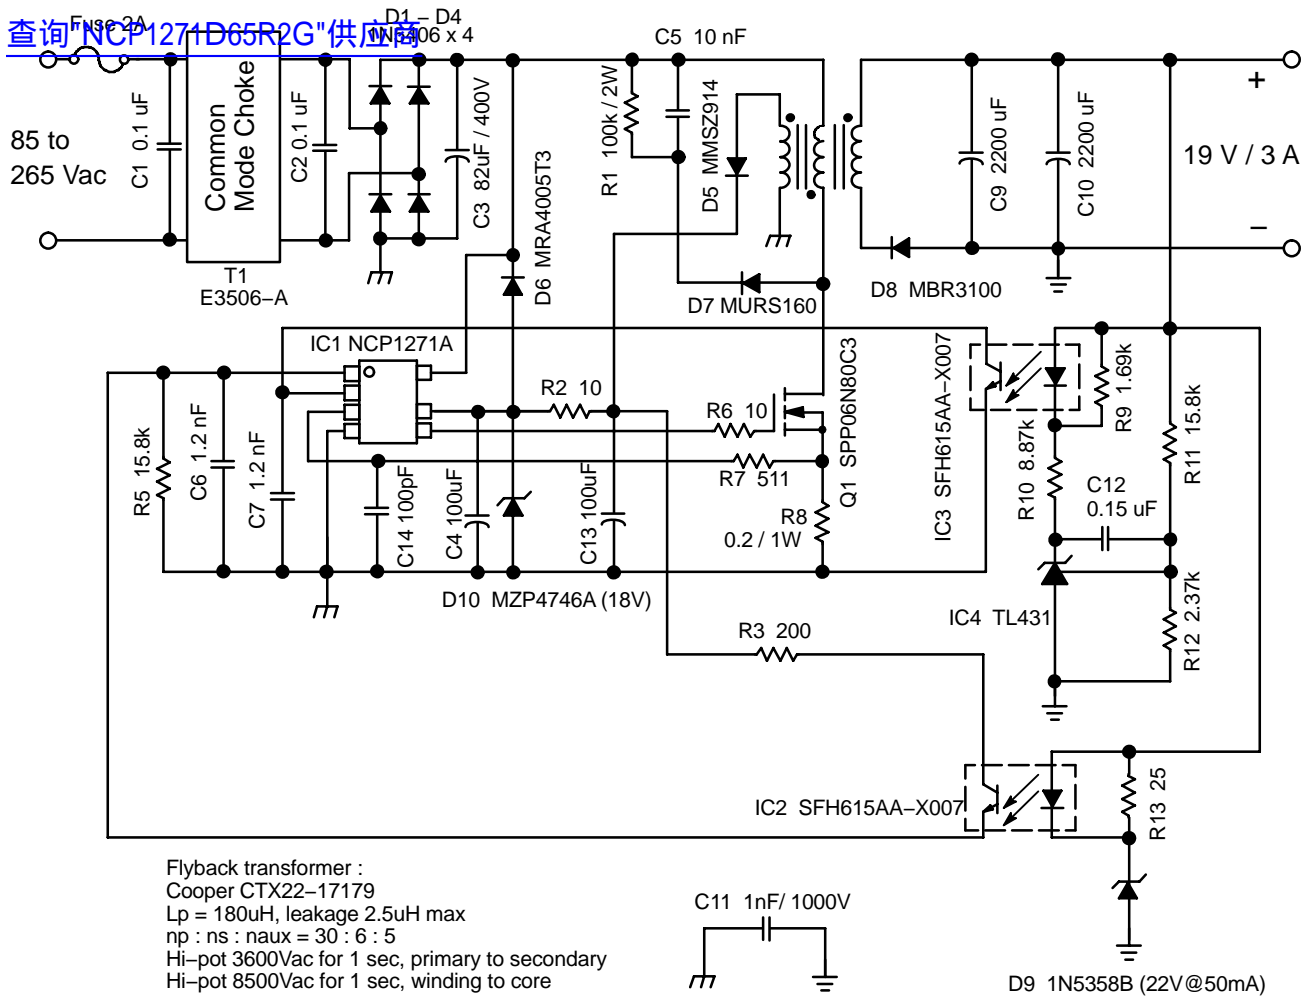 查询"NCP1271D65R2G"供应商
Fuse 2A
D1 – D4
1N5406 x 4
C5 10 nF
85 to
265 Vac
C1 0.1 uF
Common
Mode Choke
C2 0.1 uF
C3 82uF / 400V
D6 MRA4005T3
R1 100k / 2W
D5 MMSZ914
C9 2200 uF
C10 2200 uF
+
19 V / 3 A
–
T1
E3506–A
D7 MURS160
D8 MBR3100
IC1 NCP1271A
R5 15.8k
C6 1.2 nF
C7 1.2 nF
R2 10
R6 10
R7 511
Q1 SPP06N80C3
IC3 SFH615AA–X007
R9 1.69k
R10 8.87k
R11 15.8k
C12
0.15 uF
C14 100pF
C4 100uF
C13 100uF
R8
0.2 / 1W
D10 MZP4746A (18V)
IC4 TL431
R12 2.37k
R3 200
IC2 SFH615AA–X007
R13 25
Flyback transformer :
Cooper CTX22–17179
Lp = 180uH, leakage 2.5uH max
np : ns : naux = 30 : 6 : 5
Hi–pot 3600Vac for 1 sec, primary to secondary
Hi–pot 8500Vac for 1 sec, winding to core
C11 1nF/ 1000V
D9 1N5358B (22V@50mA)